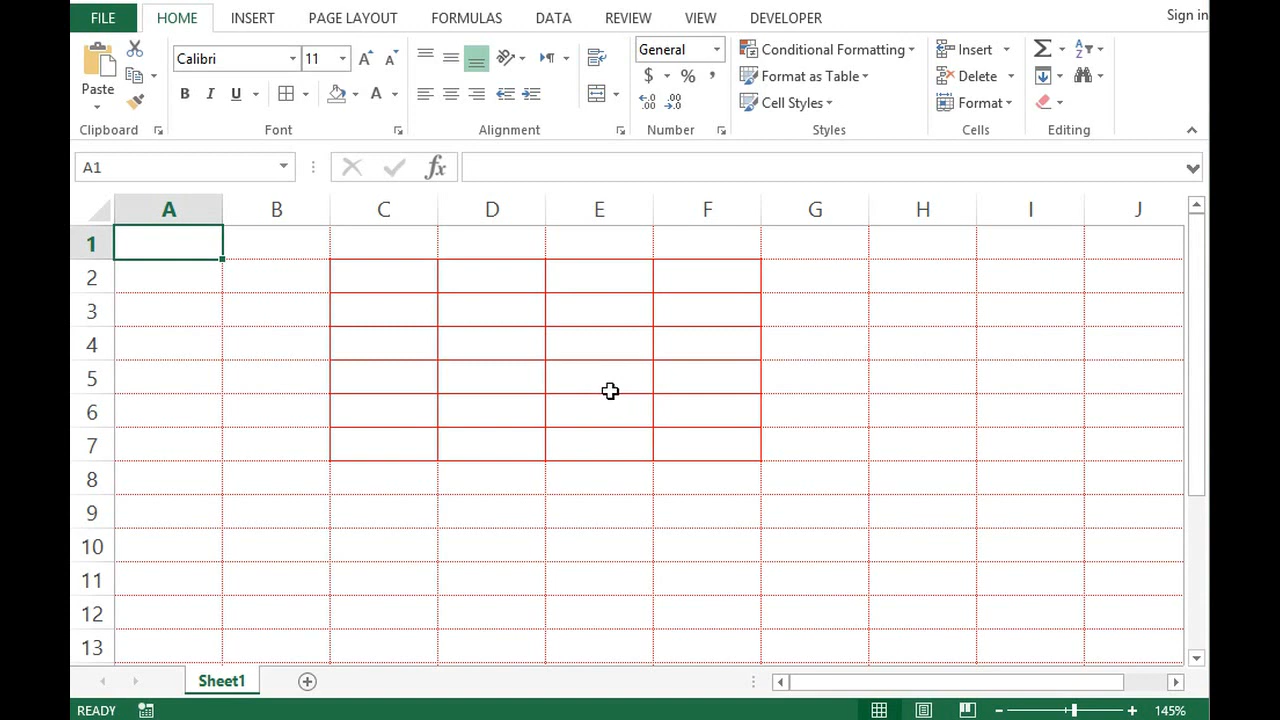 FILE HOME INSERT PAGE LAYOUT FORMULAS DATA REVIEW VIEW DEVELOPER Sign in
Calibri 11 General Conditional Formatting Insert
Paste B I U A $ % , Format as Table Delete
Cell Styles Format
Clipboard Font Alignment Number Styles Cells Editing
A1 fx
A B C D E F G H I J
1
2
3
4
5
6
7
8
9
10
11
12
13
Sheet1
READY 145%